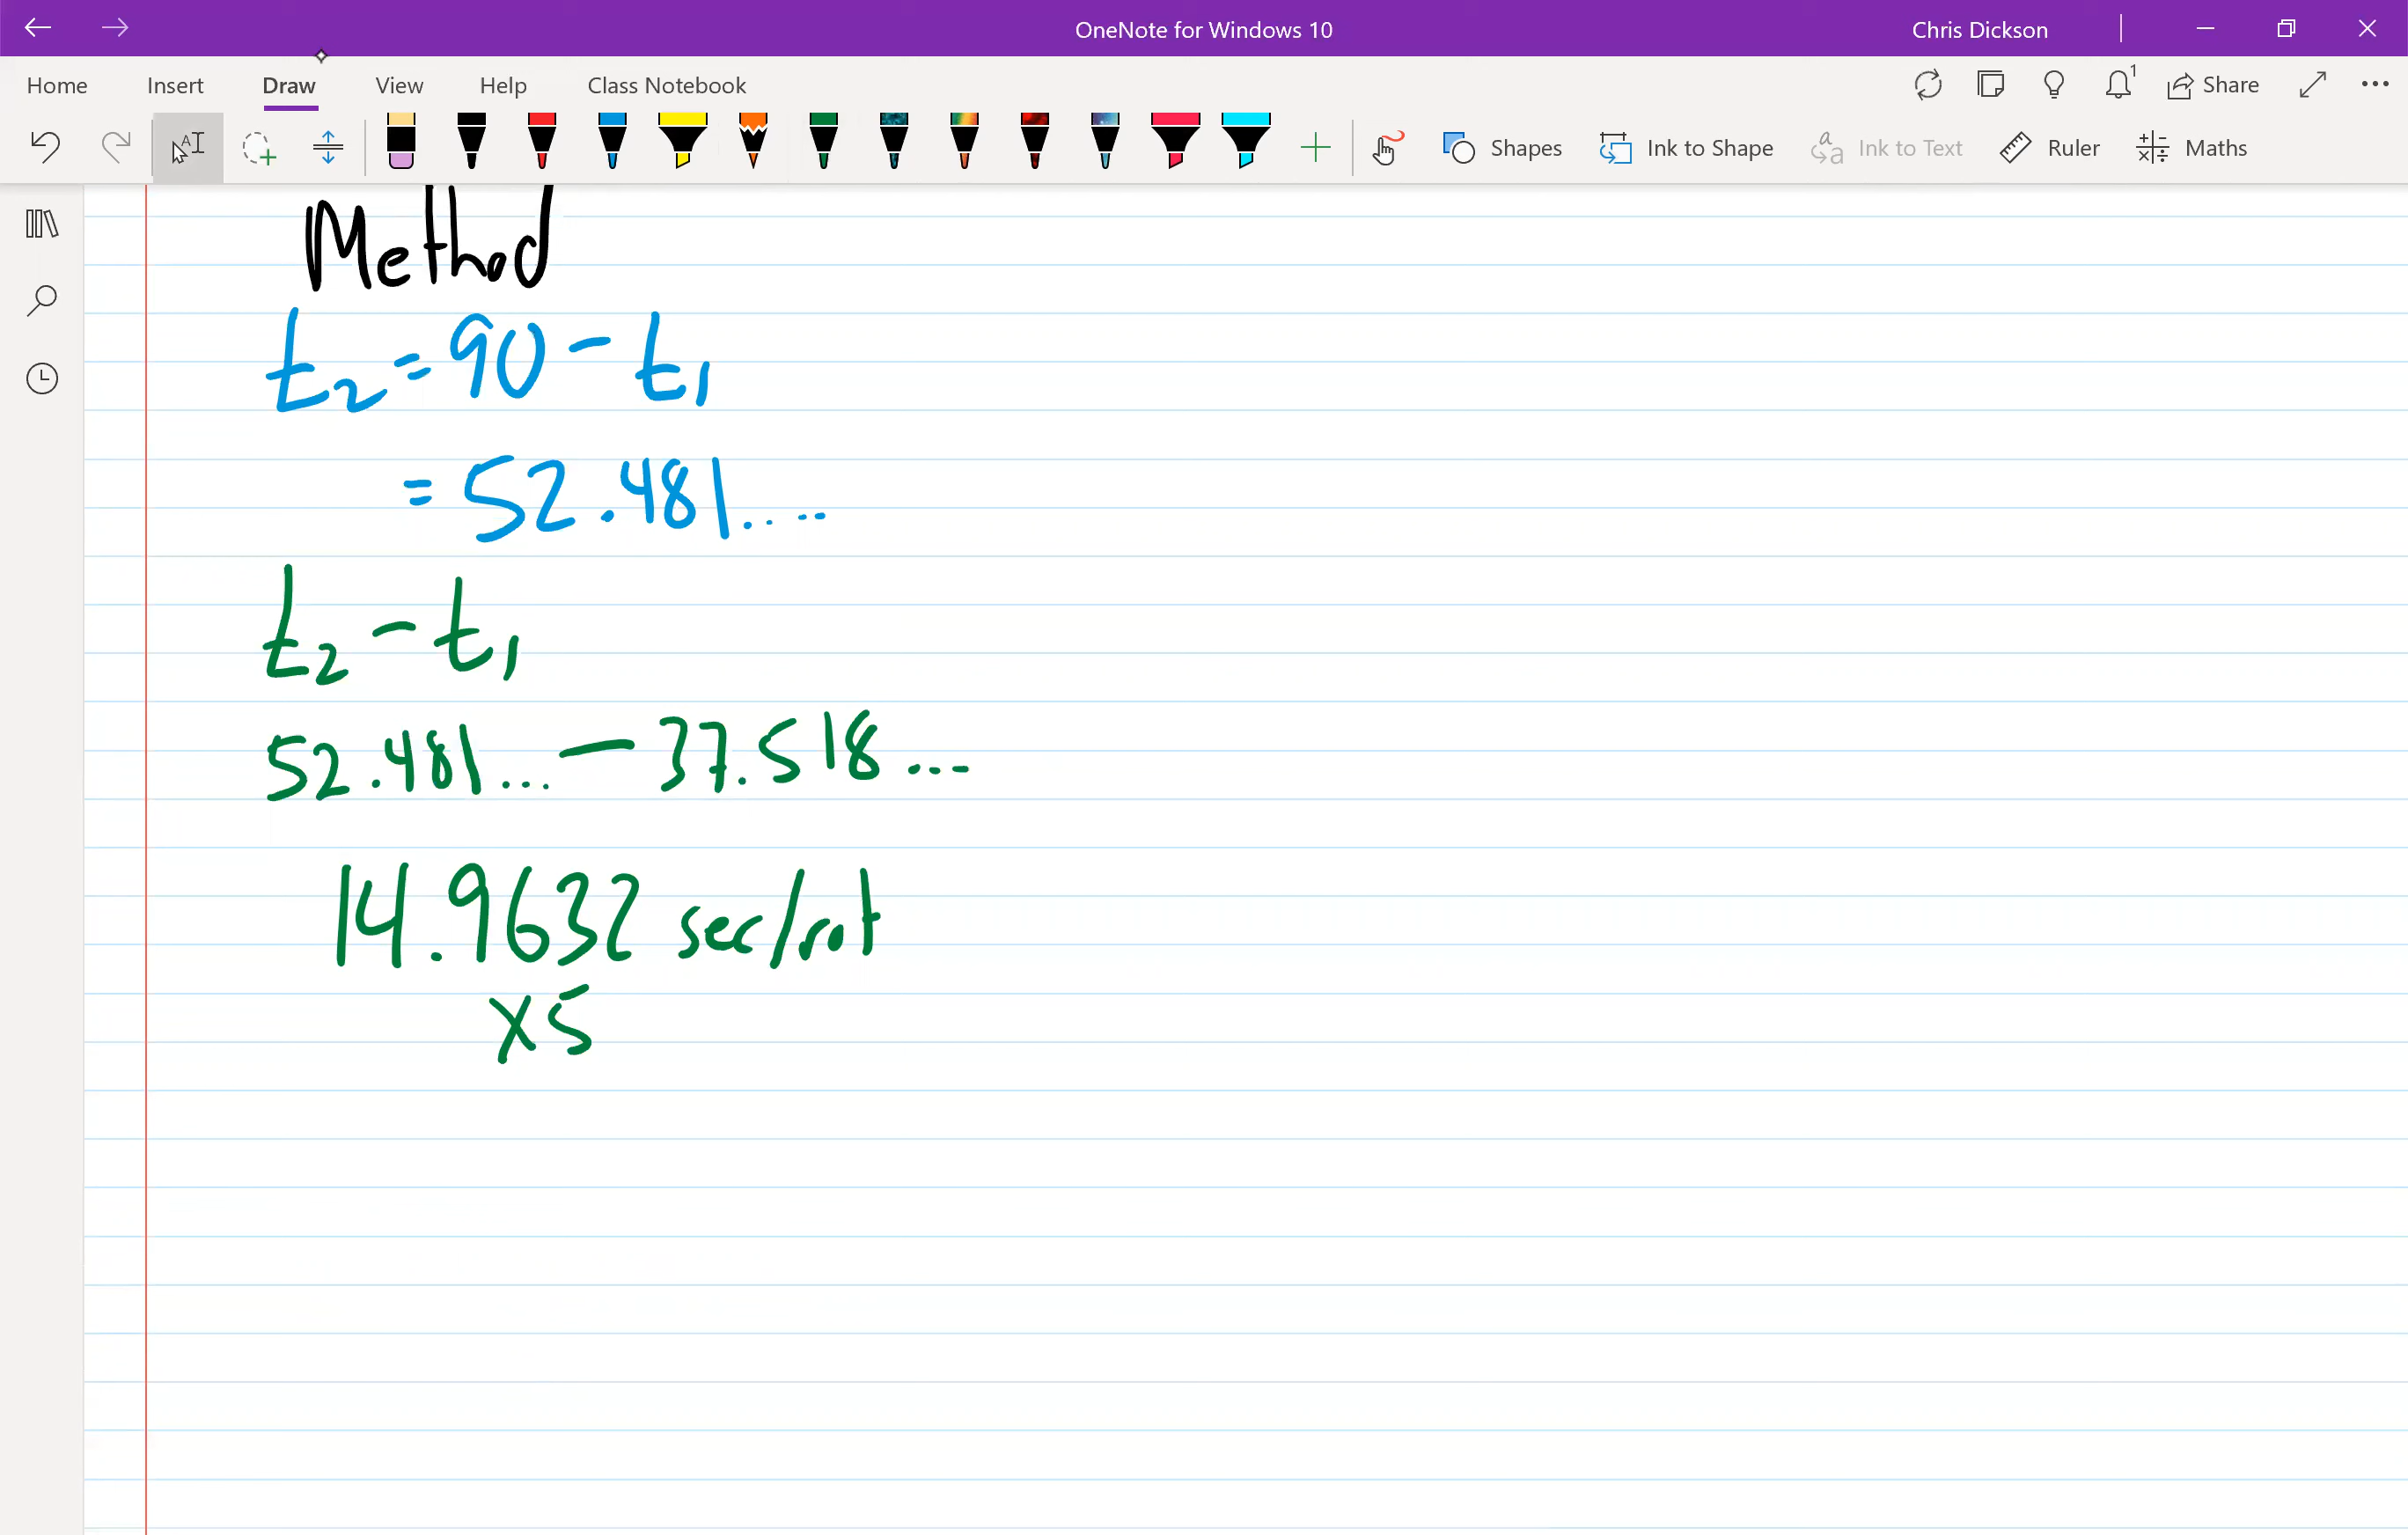 OneNote for Windows 10 Chris Dickson
Home Insert Draw View Help Class Notebook 1 Share
Shapes Ink to Shape Ink to Text Ruler Maths
Method
t₂ = 90 - t₁
= 52.481.....
t₂ - t₁
52.481... - 37.518...
14.9632 sec/rot
x5